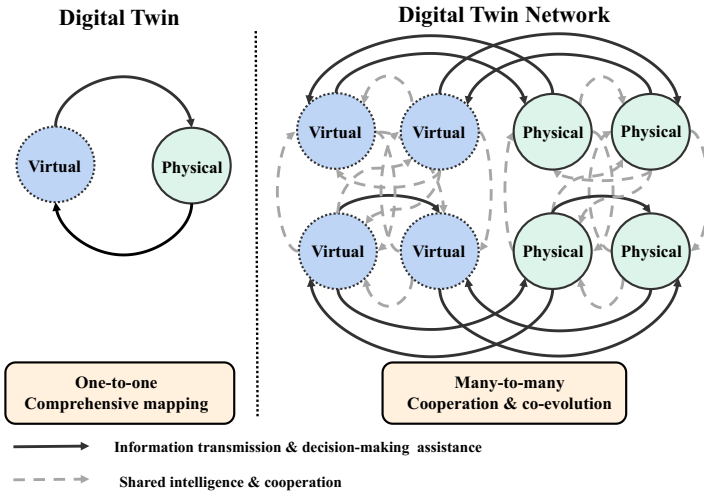 Digital Twin
Digital Twin Network
Virtual
Physical
Virtual
Virtual
Physical
Physical
Virtual
Virtual
Physical
Physical
One-to-one
Comprehensive mapping
Many-to-many
Cooperation & co-evolution
Information transmission & decision-making assistance
Shared intelligence & cooperation